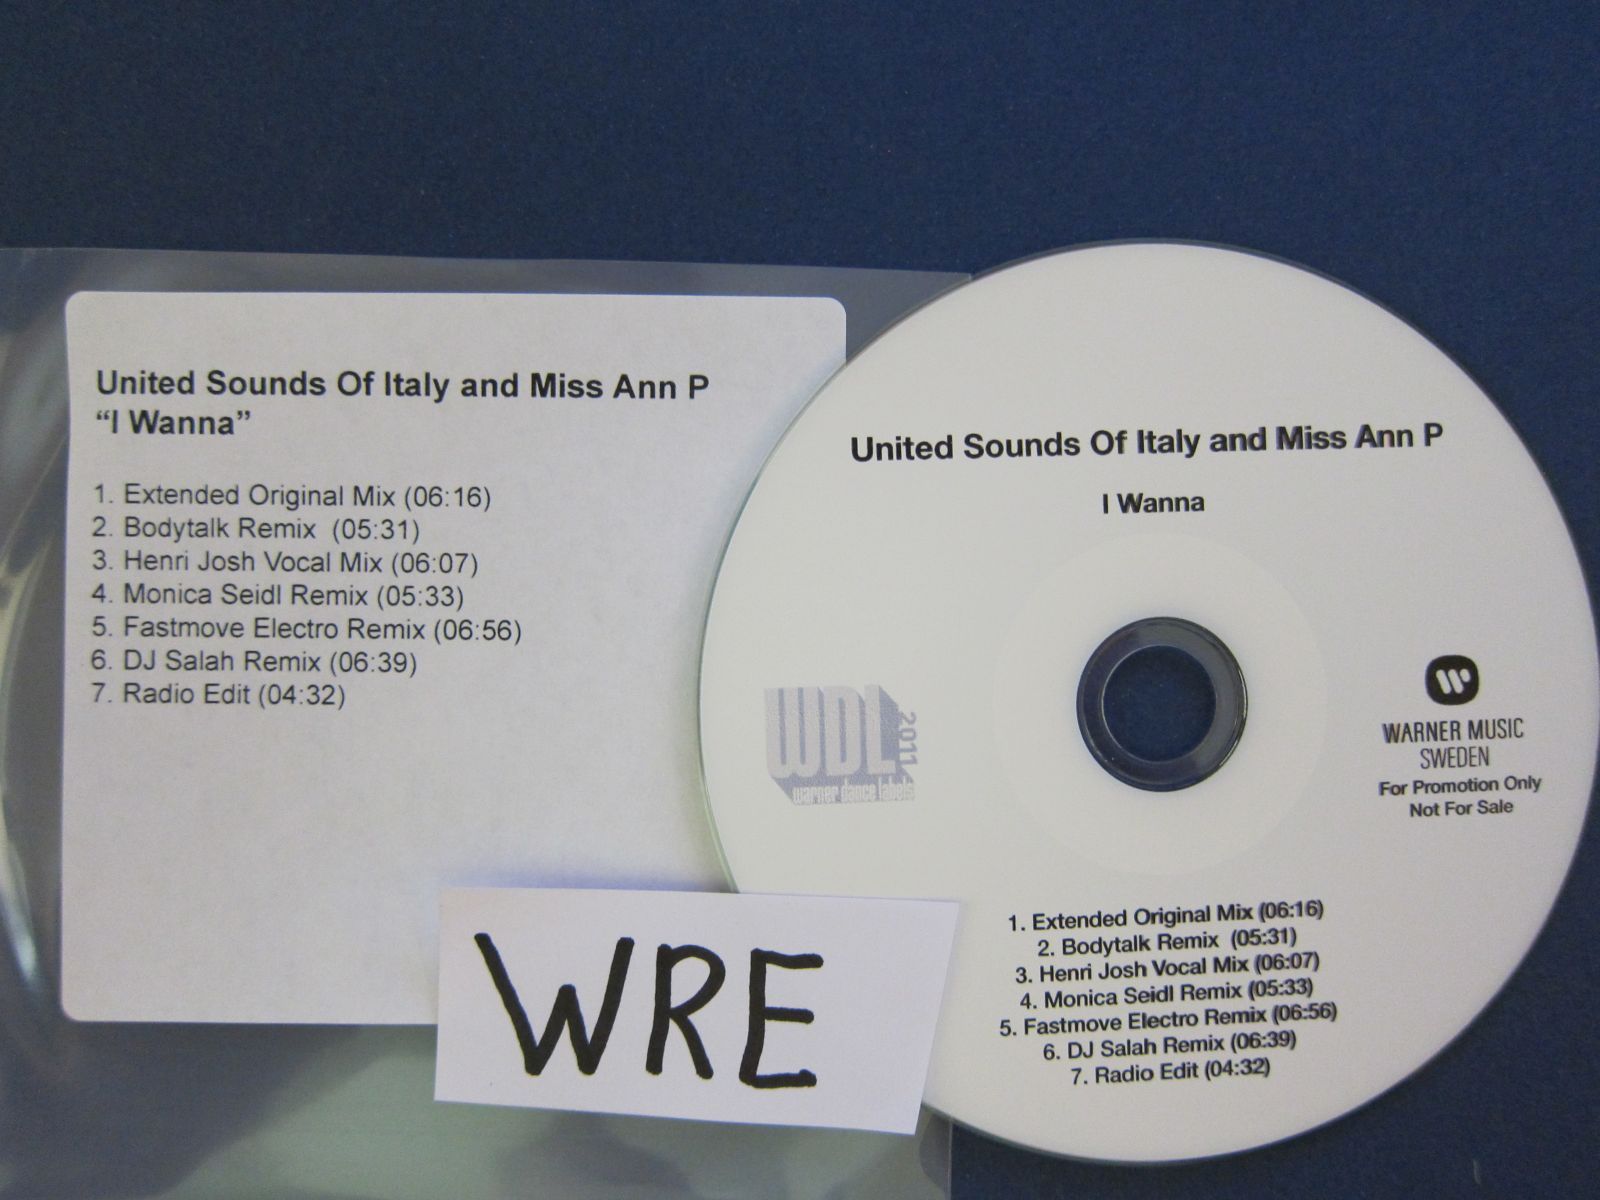 United Sounds Of Italy and Miss Ann P
“I Wanna”
1. Extended Original Mix (06:16)
2. Bodytalk Remix (05:31)
3. Henri Josh Vocal Mix (06:07)
4. Monica Seidl Remix (05:33)
5. Fastmove Electro Remix (06:56)
6. DJ Salah Remix (06:39)
7. Radio Edit (04:32)
WRE
United Sounds Of Italy and Miss Ann P
I Wanna
WDL
2011
warner dance labels
WARNER MUSIC
SWEDEN
For Promotion Only
Not For Sale
1. Extended Original Mix (06:16)
2. Bodytalk Remix (05:31)
3. Henri Josh Vocal Mix (06:07)
4. Monica Seidl Remix (05:33)
5. Fastmove Electro Remix (06:56)
6. DJ Salah Remix (06:39)
7. Radio Edit (04:32)